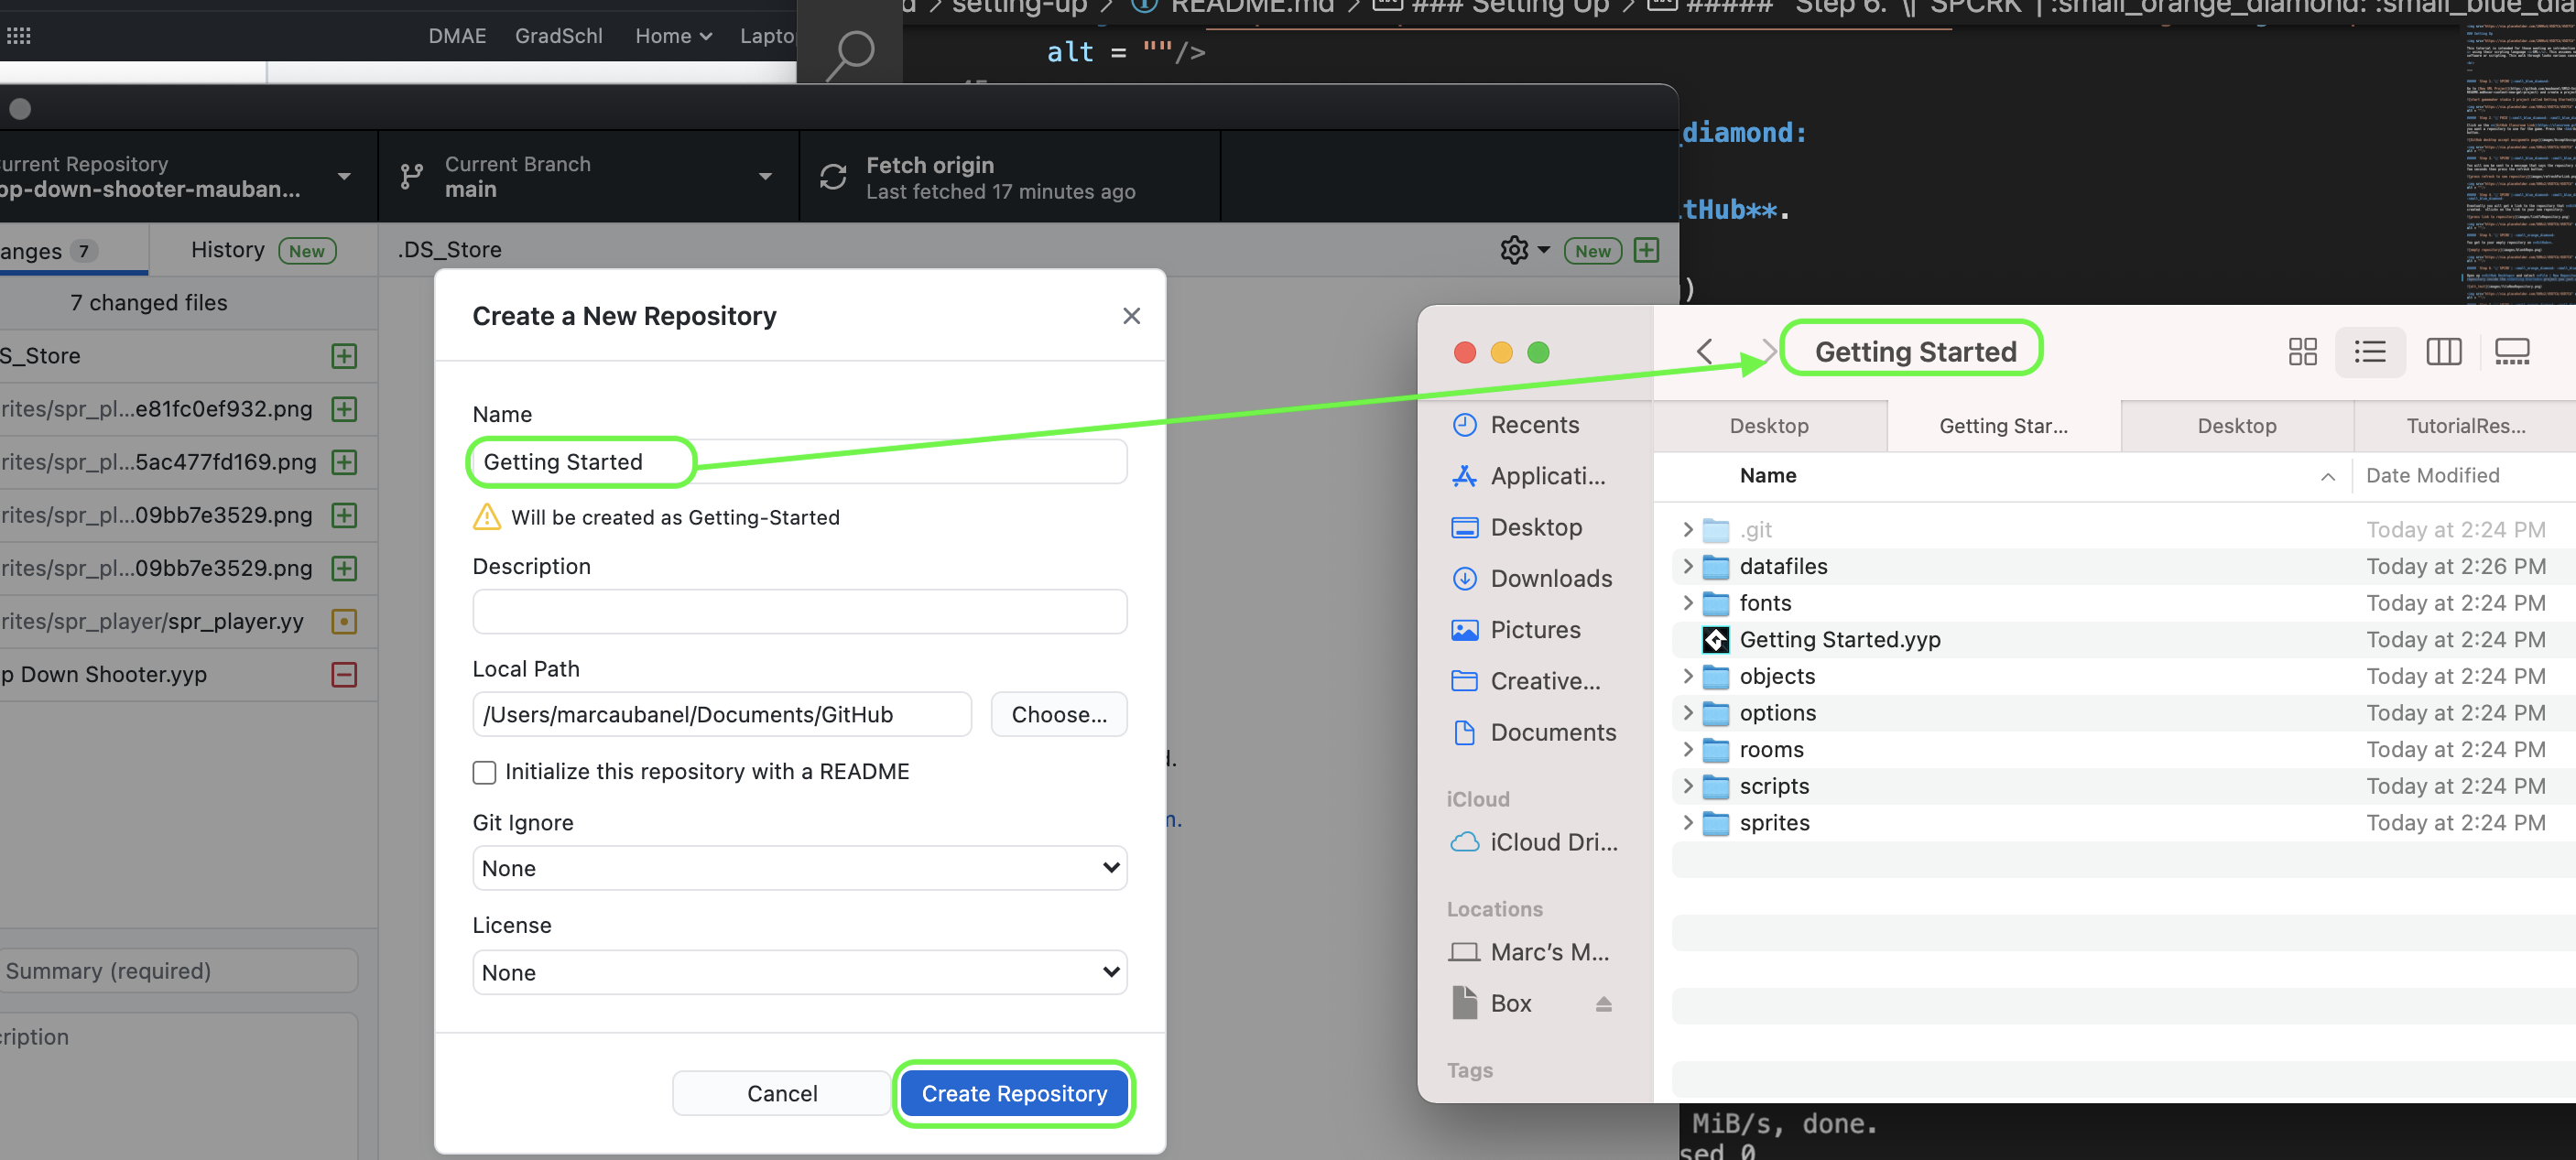 setting-up > README.md > ### Setting Up > ##### `Step 6.`\| `SPCRK`| :small_orange_diamond: :small_blue_dia
DMAE GradSchl Home
alt = ""/>
diamond:
Current Repository
op-down-shooter-mauban...
Current Branch
main
Fetch origin
Last fetched 17 minutes ago
tHub**.
anges 7
History New
.DS_Store
New
7 changed files
S_Store
rites/spr_pl...e81fc0ef932.png
rites/spr_pl...5ac477fd169.png
rites/spr_pl...09bb7e3529.png
rites/spr_pl...09bb7e3529.png
rites/spr_player/spr_player.yy
p Down Shooter.yyp
Summary (required)
cription
Create a New Repository
Name
Getting Started
Will be created as Getting-Started
Description
Local Path
/Users/marcaubanel/Documents/GitHub
Choose...
Initialize this repository with a README
Git Ignore
None
License
None
Cancel
Create Repository
Getting Started
Desktop
Getting Star...
Desktop
TutorialRes...
Recents
Applicati...
Desktop
Downloads
Pictures
Creative...
Documents
iCloud
iCloud Dri...
Locations
Marc's M...
Box
Tags
Name Date Modified
.git Today at 2:24 PM
datafiles Today at 2:26 PM
fonts Today at 2:24 PM
Getting Started.yyp Today at 2:24 PM
objects Today at 2:24 PM
options Today at 2:24 PM
rooms Today at 2:24 PM
scripts Today at 2:24 PM
sprites Today at 2:24 PM
MiB/s, done.
sed 0